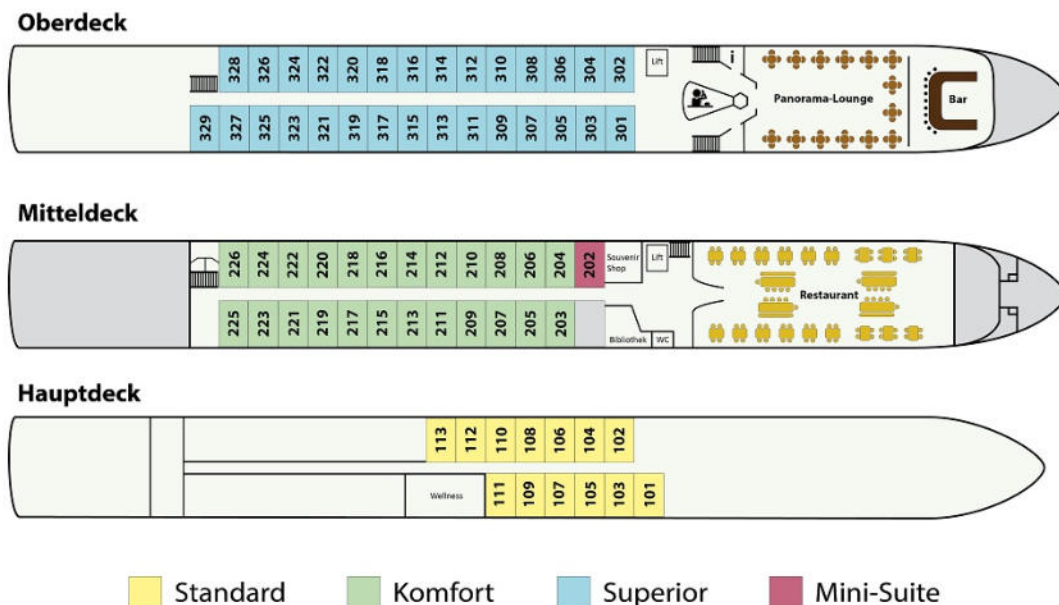 Oberdeck
328 326 324 322 320 318 316 314 312 310 308 306 304 302
Lift
i
Panorama-Lounge
Bar
329 327 325 323 321 319 317 315 313 311 309 307 305 303 301
Mitteldeck
226 224 222 220 218 216 214 212 210 208 206 204 202
Souvenir
Shop
Lift
Restaurant
225 223 221 219 217 215 213 211 209 207 205 203
Bibliothek
WC
Hauptdeck
113 112 110 108 106 104 102
Wellness
111 109 107 105 103 101
Standard
Komfort
Superior
Mini-Suite